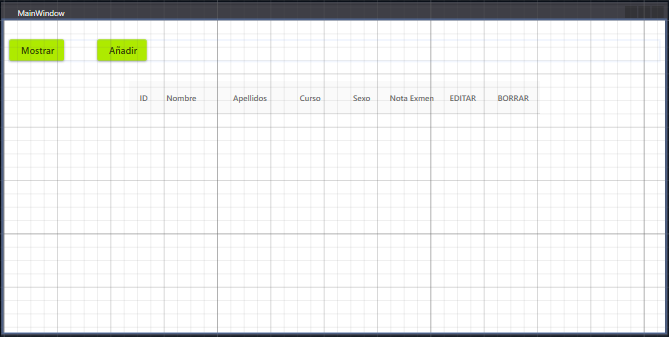 MainWindow
Mostrar Añadir
ID Nombre Apellidos Curso Sexo Nota Exmen EDITAR BORRAR